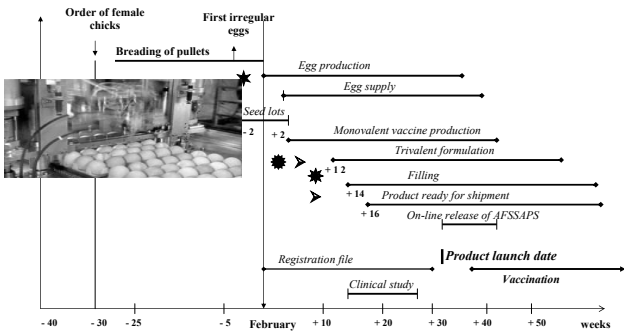 Order of female
chicks
First irregular
eggs
Breading of pullets
Egg production
Egg supply
Seed lots
- 2
+ 2
Monovalent vaccine production
Trivalent formulation
+ 1 2
Filling
+ 14
Product ready for shipment
+ 16
On-line release of AFSSAPS
Product launch date
Registration file
Vaccination
Clinical study
- 40
- 30
- 25
- 5
February
+ 10
+ 20
+ 30
+ 40
+ 50
weeks